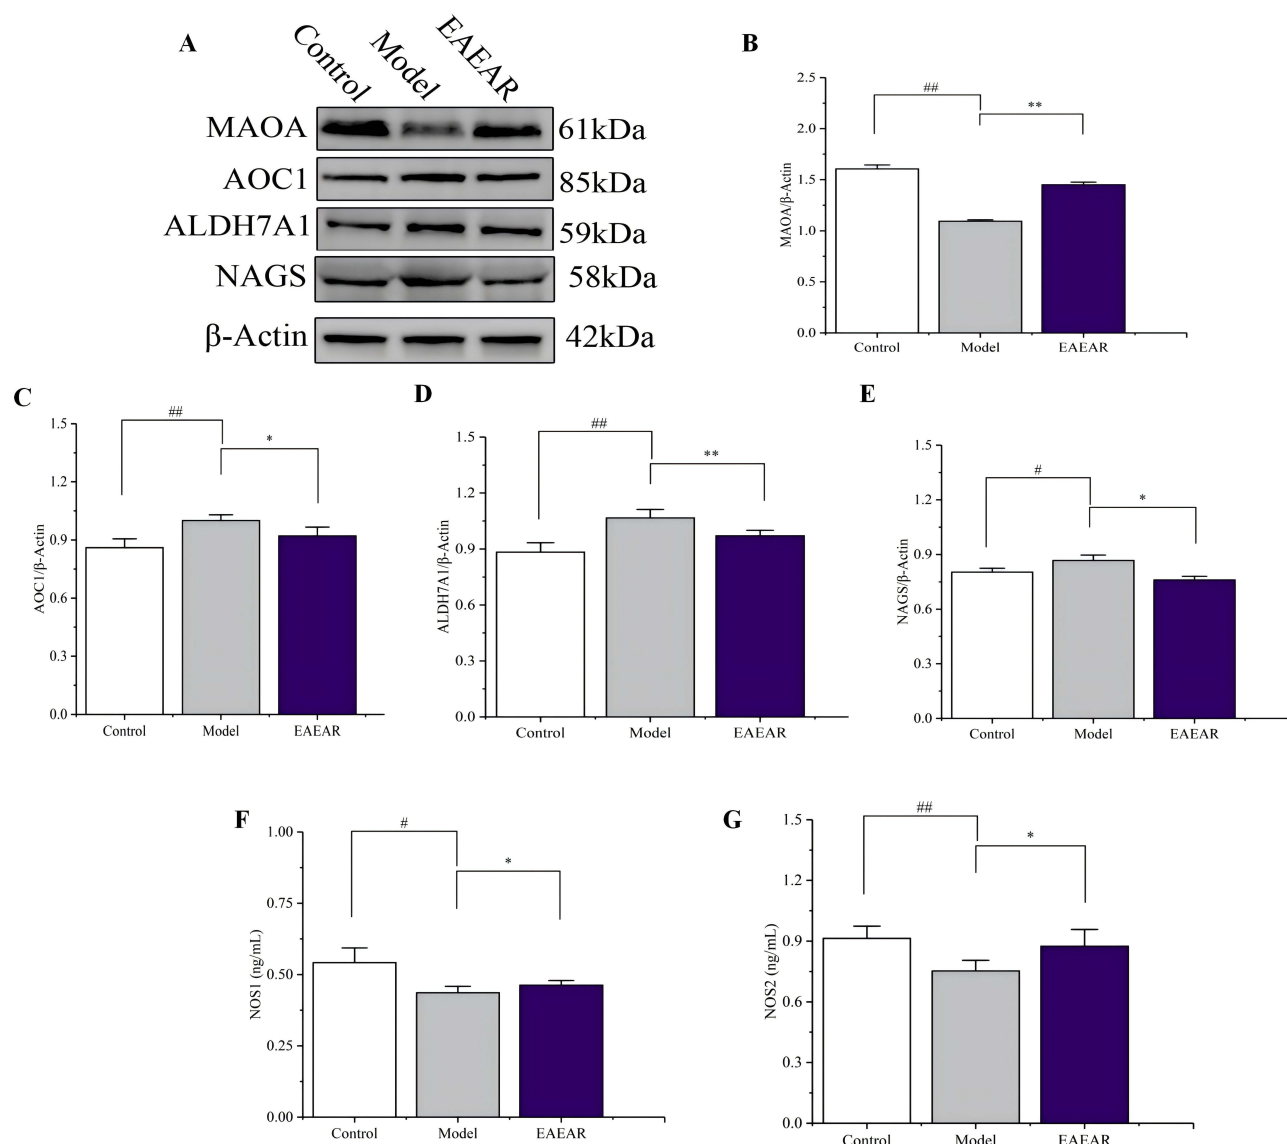 A
Control
Model
EAEAR
MAOA
61kDa
AOC1
85kDa
ALDH7A1
59kDa
NAGS
58kDa
β-Actin
42kDa
B
2.5
2.0
1.5
1.0
0.5
0.0
MAOA/β-Actin
##
**
Control
Model
EAEAR
C
1.5
1.2
0.9
0.6
0.3
0.0
AOC1/β-Actin
##
*
Control
Model
EAEAR
D
1.5
1.2
0.9
0.6
0.3
0.0
ALDH7A1/β-Actin
##
**
Control
Model
EAEAR
E
1.5
1.2
0.9
0.6
0.3
0.0
NAGS/β-Actin
#
*
Control
Model
EAEAR
F
1.00
0.75
0.50
0.25
0.00
NOS1 (ng/mL)
#
*
Control
Model
EAEAR
G
1.5
1.2
0.9
0.6
0.3
0.0
NOS2 (ng/mL)
##
*
Control
Model
EAEAR